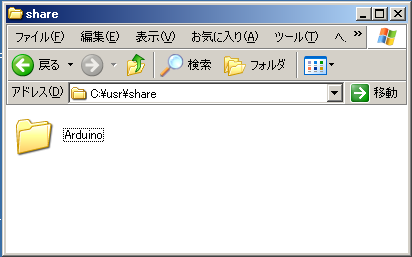 share
ファイル(F) 編集(E) 表示(V) お気に入り(A) ツール(T) ヘ »
戻る 検索 フォルダ
アドレス(D) C:¥usr¥share 移動
Arduino